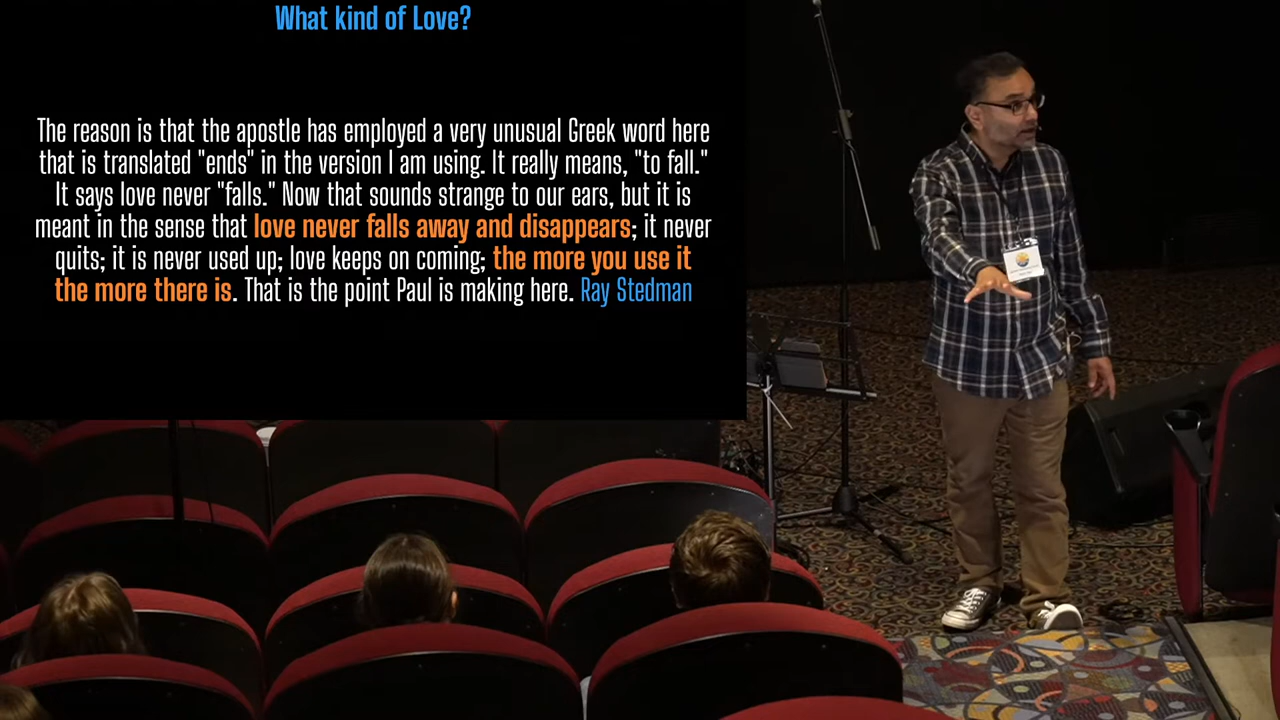 What kind of Love?
The reason is that the apostle has employed a very unusual Greek word here
that is translated "ends" in the version I am using. It really means, "to fall."
It says love never "falls." Now that sounds strange to our ears, but it is
meant in the sense that love never falls away and disappears; it never
quits; it is never used up; love keeps on coming; the more you use it
the more there is. That is the point Paul is making here. Ray Stedman